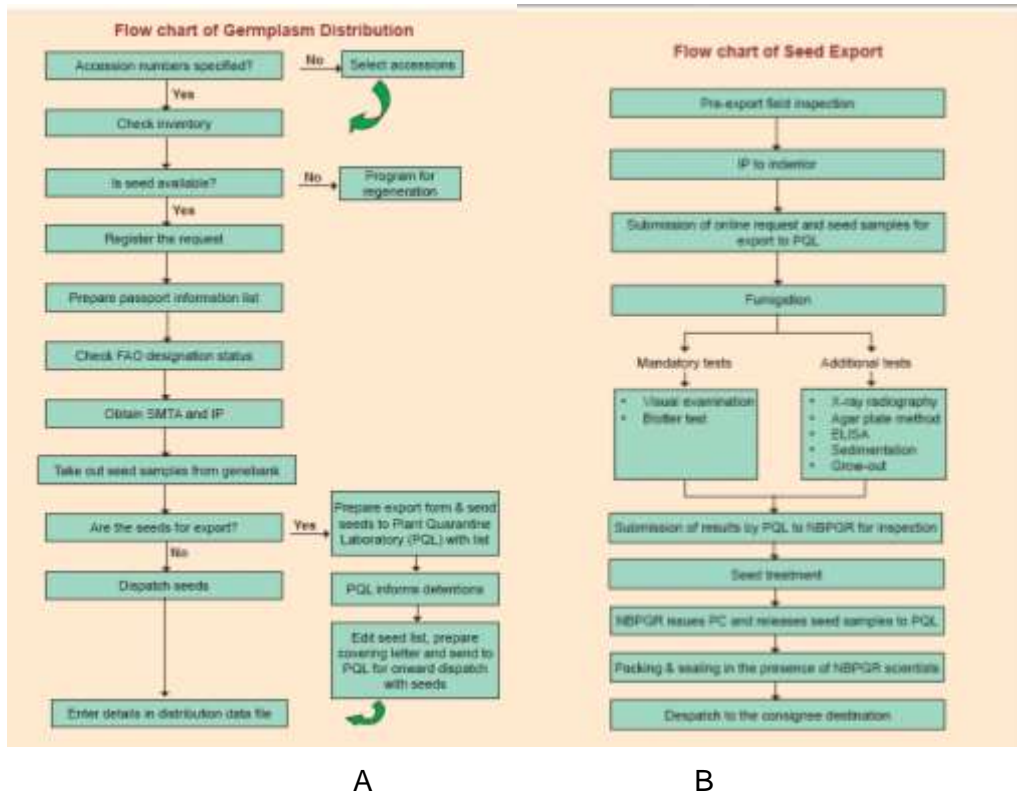 Flow chart of Germplasm Distribution
Accession numbers specified?
No
Select accessions
Yes
Check inventory
Is seed available?
No
Program for
regeneration
Yes
Register the request
Prepare passport information list
Check FAO designation status
Obtain SMTA and IP
Take out seed samples from genebank
Are the seeds for export?
Yes
Prepare export form & send
seeds to Plant Quarantine
Laboratory (PQL) with list
No
Dispatch seeds
PQL informs detentions
Edit seed list, prepare
covering letter and send to
PQL for onward dispatch
with seeds
Enter details in distribution data file
A
Flow chart of Seed Export
Pre-export field inspection
IP to indentor
Submission of online request and seed samples for
export to PQL
Fumigation
Mandatory tests
• Visual examination
• Blotter test
Additional tests
• X-ray radiography
• Agar plate method
• ELISA
• Sedimentation
• Grow-out
Submission of results by PQL to NBPGR for inspection
Seed treatment
NBPGR issues PC and releases seed samples to PQL
Packing & sealing in the presence of NBPGR scientists
Despatch to the consignee destination
B